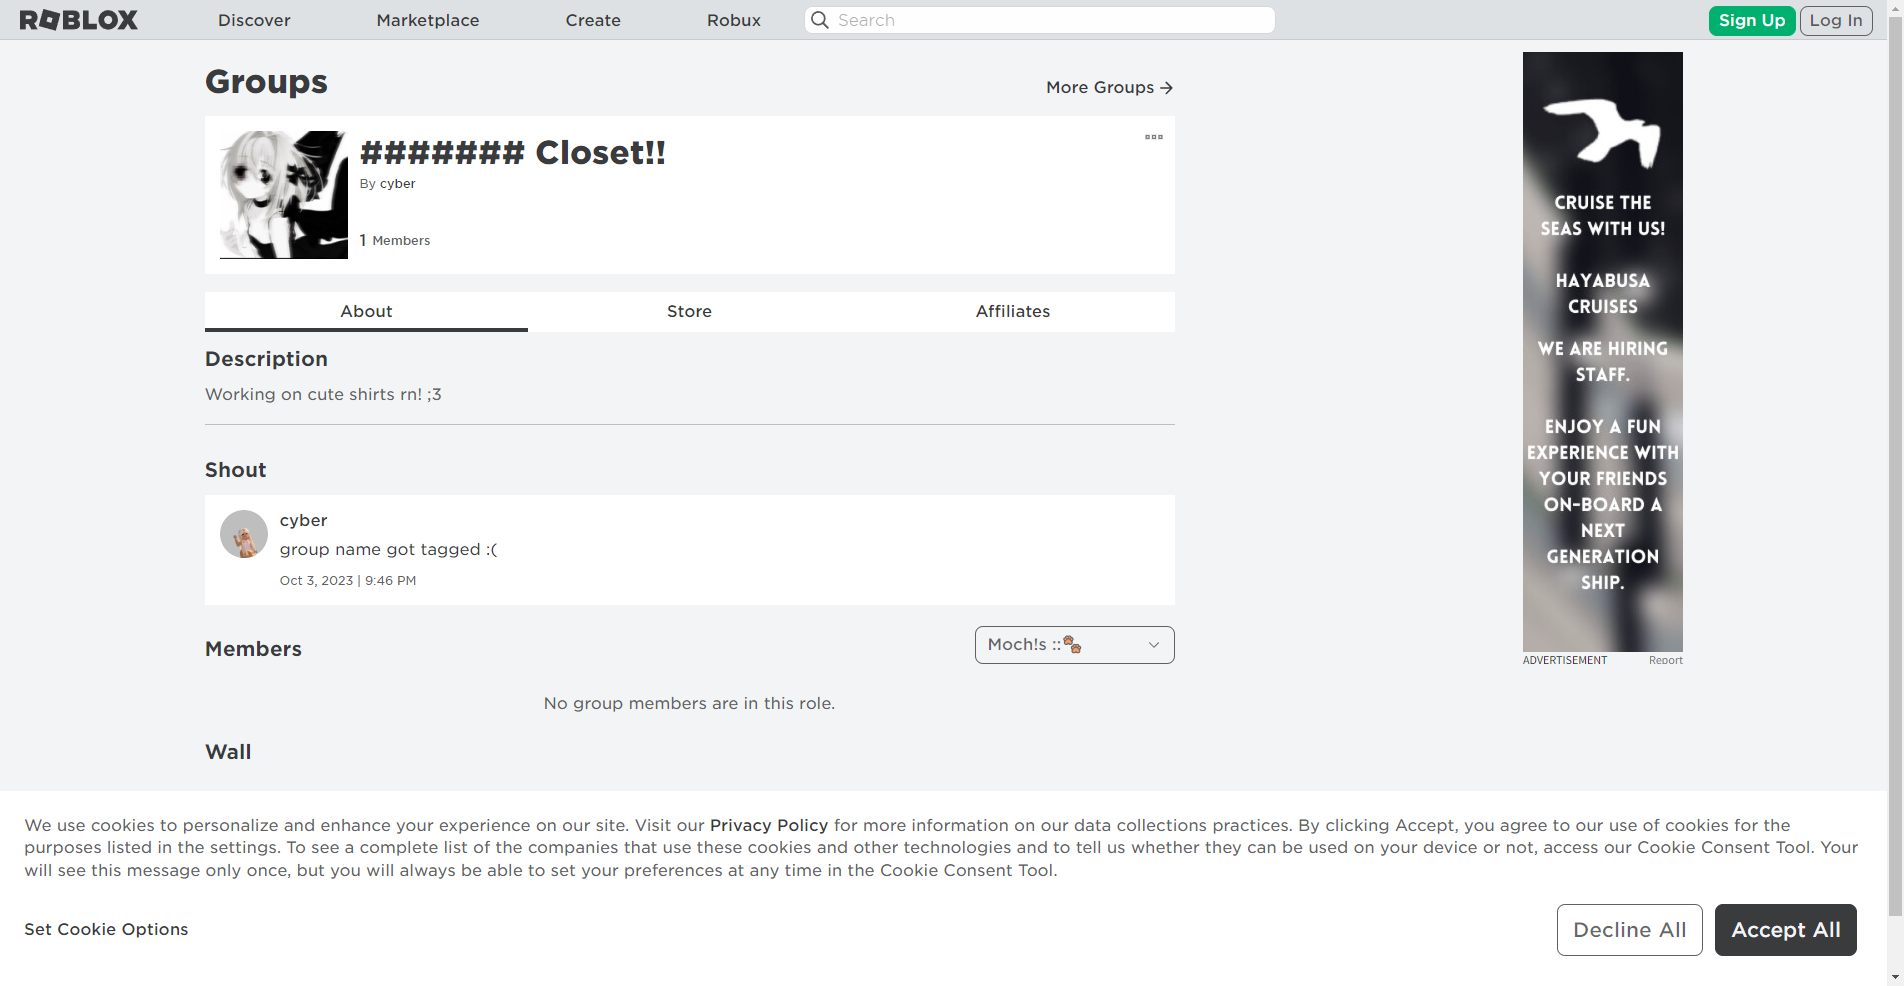 ROBLOX Discover Marketplace Create Robux Search Sign Up Log In
Groups
More Groups →
####### Closet!!
By cyber
1 Members
About Store Affiliates
Description
Working on cute shirts rn! ;3
Shout
cyber
group name got tagged :(
Oct 3, 2023 | 9:46 PM
Members
Moch!s ::🐾
No group members are in this role.
Wall
CRUISE THE
SEAS WITH US!
HAYABUSA
CRUISES
WE ARE HIRING
STAFF.
ENJOY A FUN
EXPERIENCE WITH
YOUR FRIENDS
ON-BOARD A
NEXT
GENERATION
SHIP.
ADVERTISEMENT Report
We use cookies to personalize and enhance your experience on our site. Visit our Privacy Policy for more information on our data collections practices. By clicking Accept, you agree to our use of cookies for the
purposes listed in the settings. To see a complete list of the companies that use these cookies and other technologies and to tell us whether they can be used on your device or not, access our Cookie Consent Tool. Your
will see this message only once, but you will always be able to set your preferences at any time in the Cookie Consent Tool.
Set Cookie Options
Decline All
Accept All